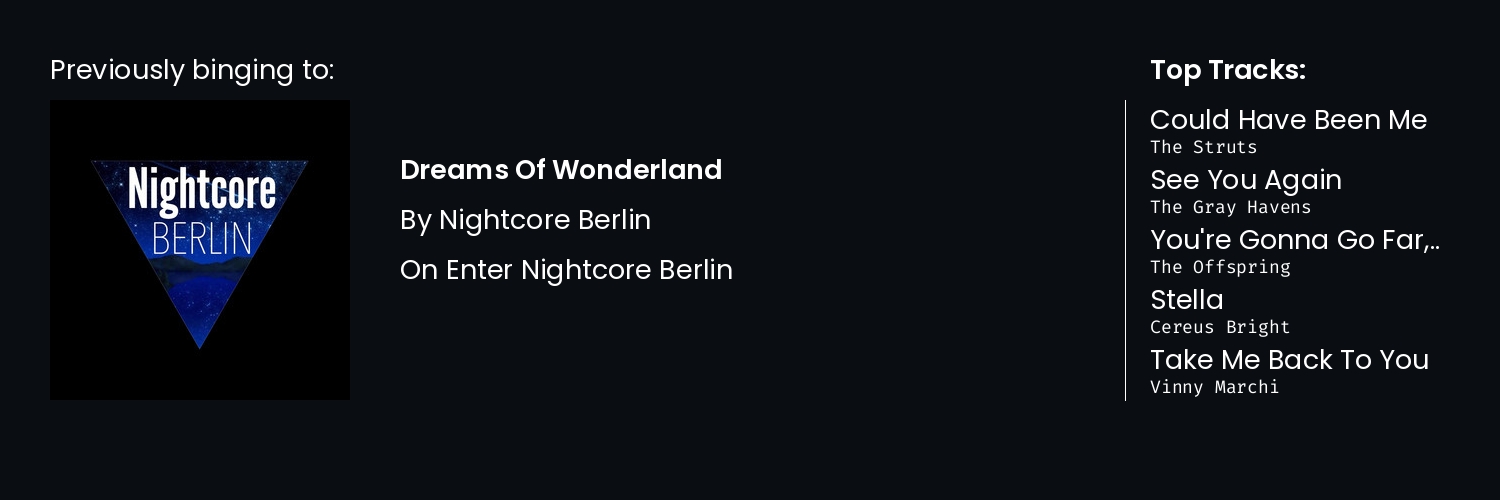 Previously binging to:
Nightcore
BERLIN
Dreams Of Wonderland
By Nightcore Berlin
On Enter Nightcore Berlin
Top Tracks:
Could Have Been Me
The Struts
See You Again
The Gray Havens
You're Gonna Go Far,..
The Offspring
Stella
Cereus Bright
Take Me Back To You
Vinny Marchi